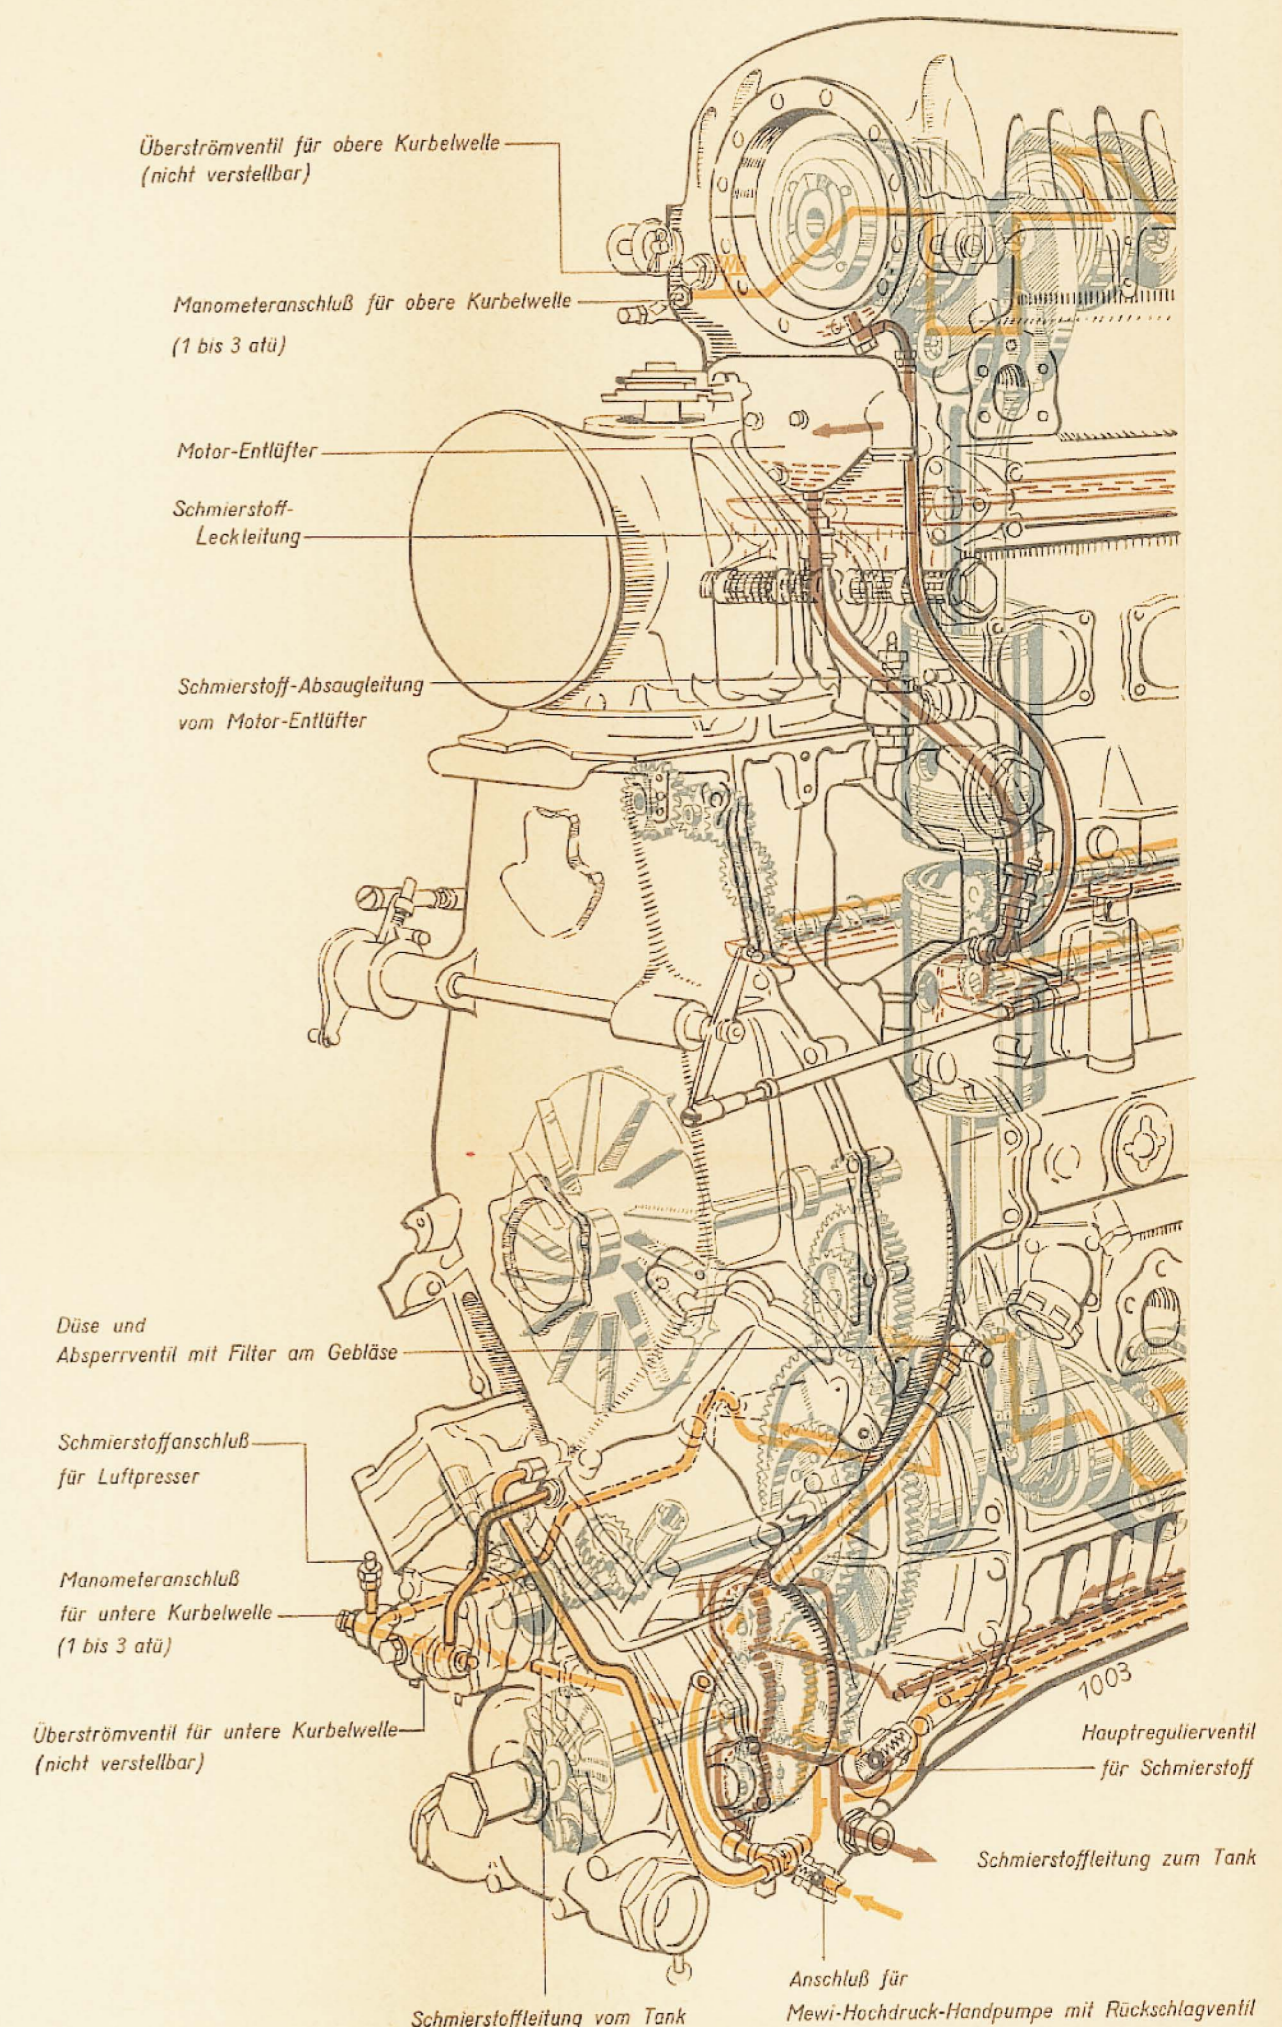 Überströmventil für obere Kurbelwelle
(nicht verstellbar)
Manometeranschluß für obere Kurbelwelle
(1 bis 3 atü)
Motor-Entlüfter
Schmierstoff-
Leckleitung
Schmierstoff-Absaugleitung
vom Motor-Entlüfter
Düse und
Absperrventil mit Filter am Gebläse
Schmierstoffanschluß
für Luftpresser
Manometeranschluß
für untere Kurbelwelle
(1 bis 3 atü)
Überströmventil für untere Kurbelwelle
(nicht verstellbar)
1003
Hauptregulierventil
für Schmierstoff
Schmierstoffleitung zum Tank
Anschluß für
Mewi-Hochdruck-Handpumpe mit Rückschlagventil
Schmierstoffleitung vom Tank